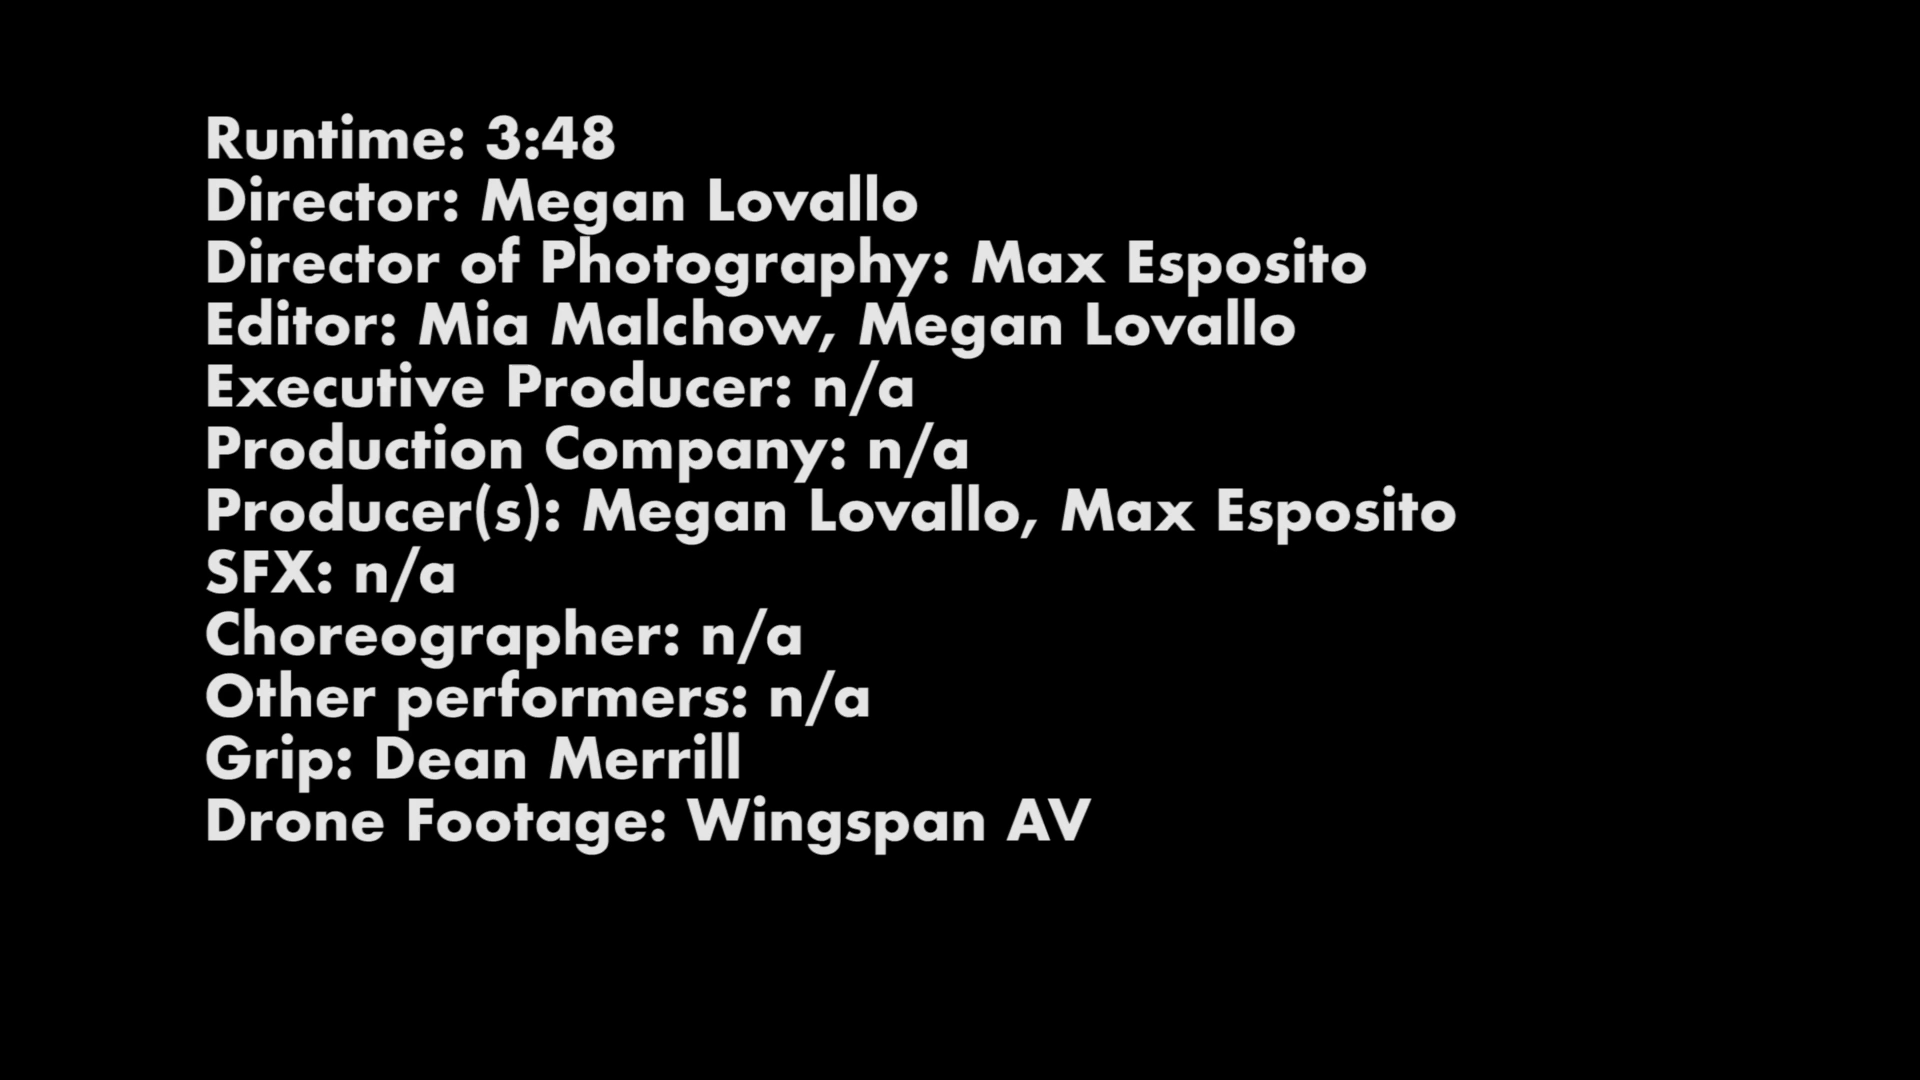 Runtime: 3:48
Director: Megan Lovallo
Director of Photography: Max Esposito
Editor: Mia Malchow, Megan Lovallo
Executive Producer: n/a
Production Company: n/a
Producer(s): Megan Lovallo, Max Esposito
SFX: n/a
Choreographer: n/a
Other performers: n/a
Grip: Dean Merrill
Drone Footage: Wingspan AV